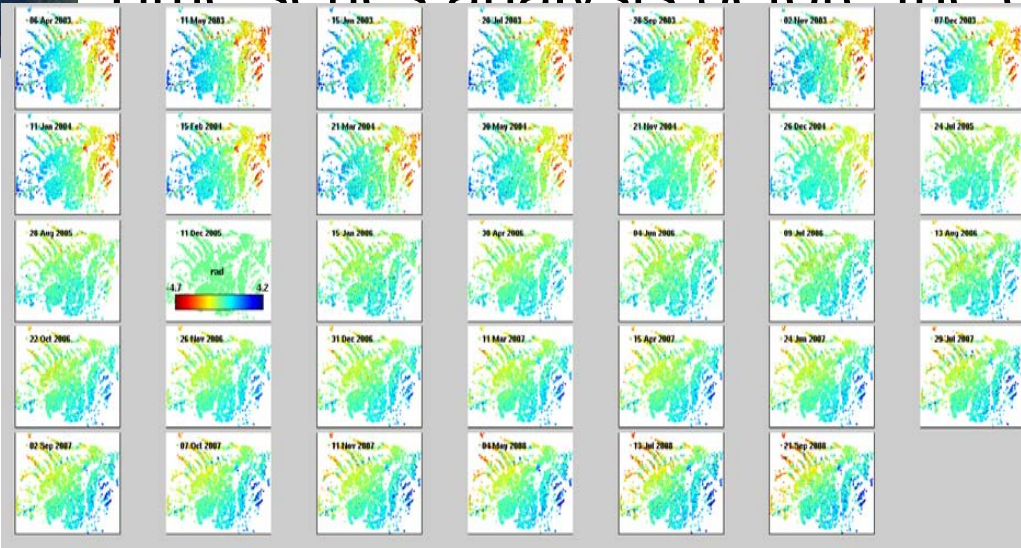 06 Apr 2003 11 May 2003 15 Jun 2003 20 Jul 2003 28 Sep 2003 02 Nov 2003 07 Dec 2003
11 Jan 2004 15 Feb 2004 21 Mar 2004 30 May 2004 21 Nov 2004 26 Dec 2004 24 Jul 2005
28 Aug 2005 11 Dec 2005 15 Jan 2006 30 Apr 2006 04 Jun 2006 09 Jul 2006 13 Aug 2006
rad
-4.7 4.2
22 Oct 2006 26 Nov 2006 31 Dec 2006 11 Mar 2007 15 Apr 2007 24 Jun 2007 29 Jul 2007
02 Sep 2007 07 Oct 2007 11 Nov 2007 04 May 2008 13 Jul 2008 21 Sep 2008